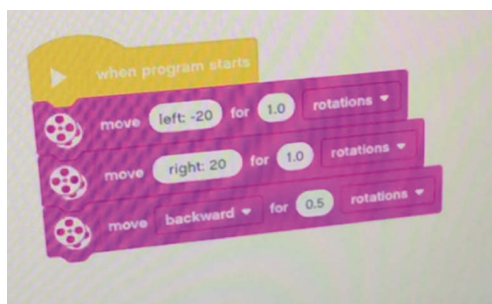 when program starts
move left: -20 for 1.0 rotations
move right: 20 for 1.0 rotations
move backward for 0.5 rotations